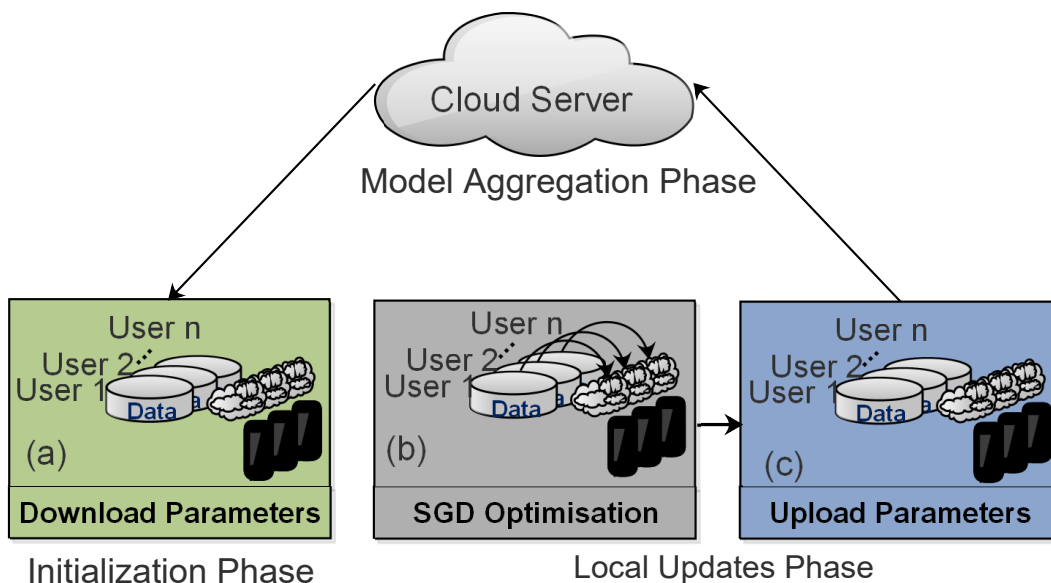 Cloud Server
Model Aggregation Phase
User n
User 2
User 1
Data
a
(a)
Download Parameters
Initialization Phase
User n
User 2
User 1
Data
a
(b)
SGD Optimisation
User n
User 2
User 1
Data
a
(c)
Upload Parameters
Local Updates Phase